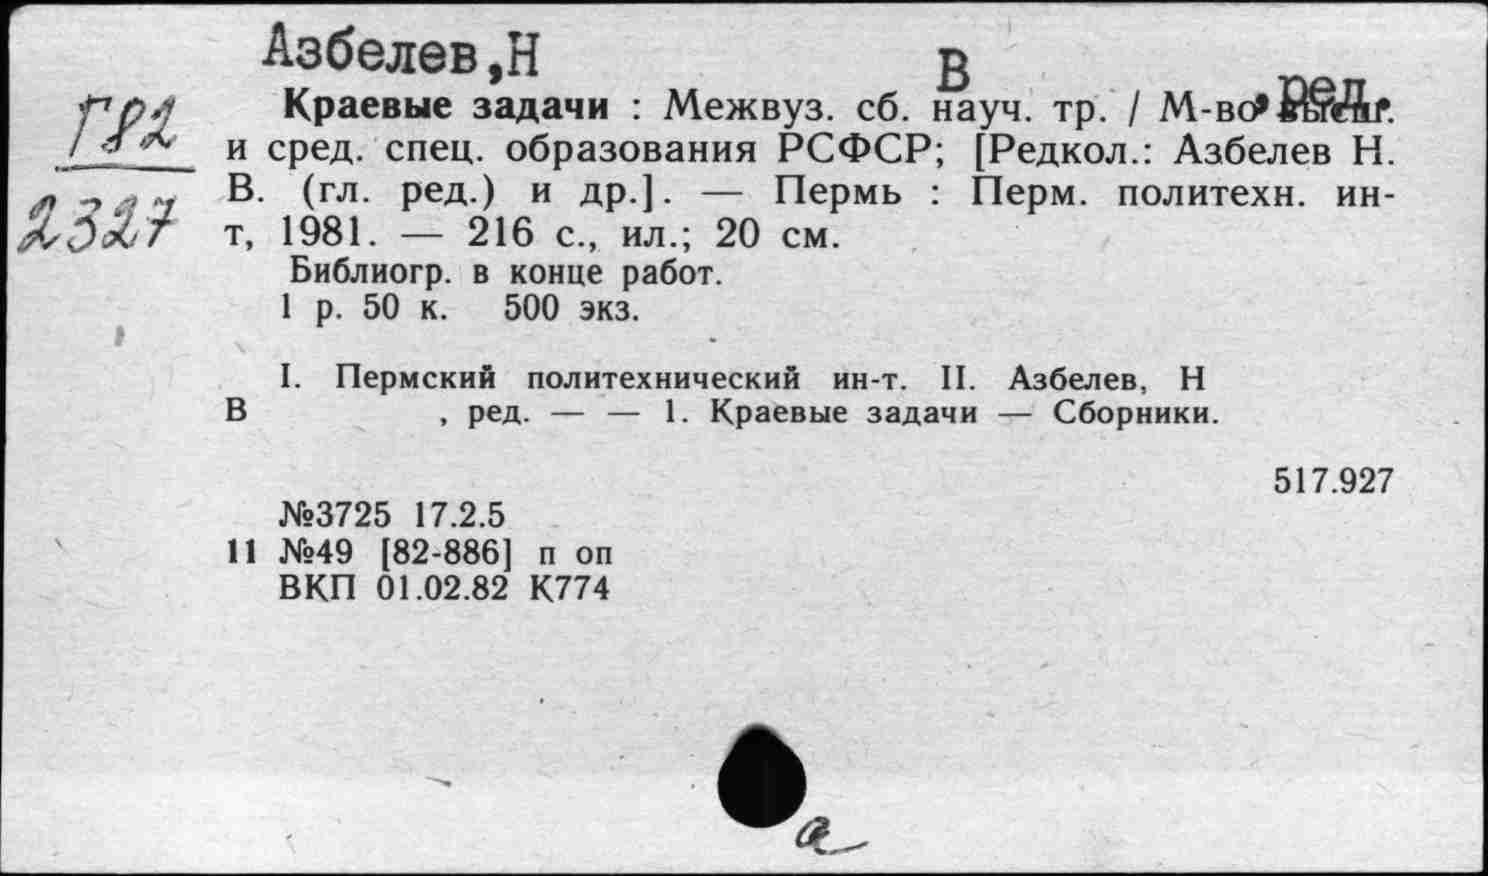 Азбелев,Н В , ред.
Г82
2327
Краевые задачи : Межвуз. сб. науч. тр. / М-во высш.
и сред. спец. образования РСФСР; [Редкол.: Азбелев Н.
В. (гл. ред.) и др.]. — Пермь : Перм. политехн. ин-
т, 1981. — 216 с., ил.; 20 см.
Библиогр. в конце работ.
1 р. 50 к. 500 экз.
I. Пермский политехнический ин-т. II. Азбелев, Н
В , ред. — — 1. Краевые задачи — Сборники.
517.927
№3725 17.2.5
11 №49 [82-886] п оп
ВКП 01.02.82 К774
а